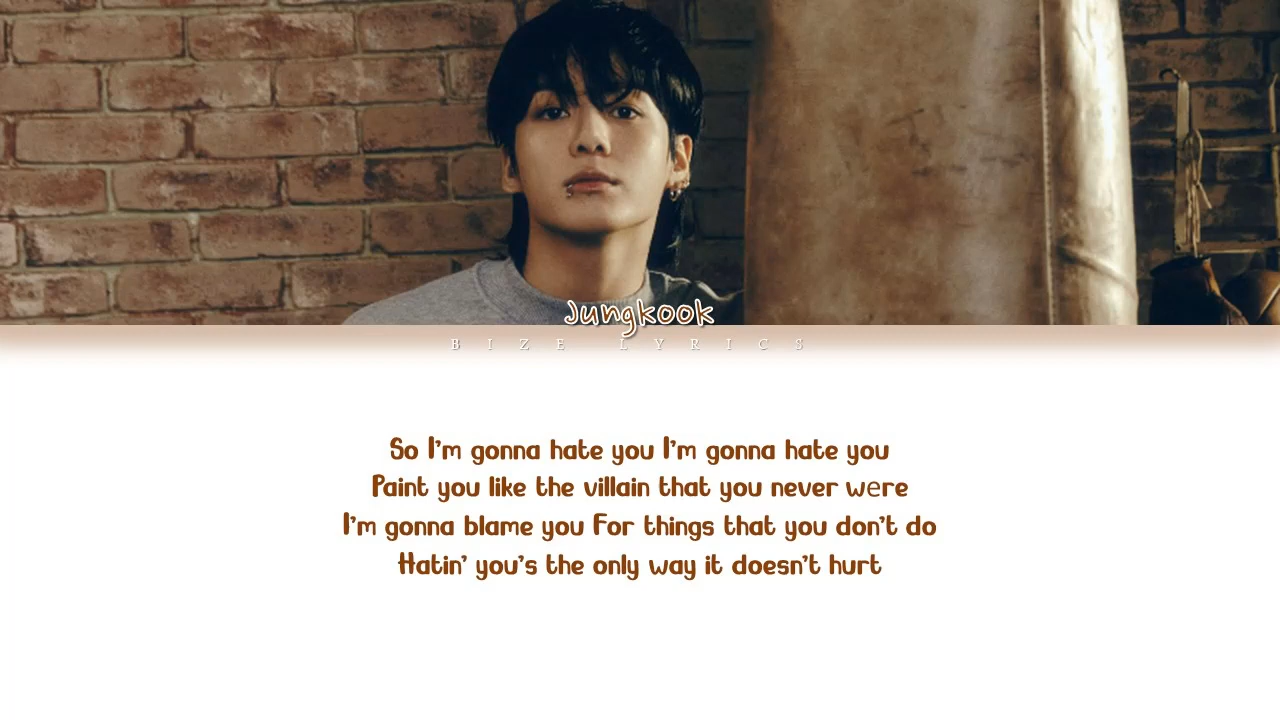 Jungkook
BIZE LYRICS
So I'm gonna hate you I'm gonna hate you
Paint you like the villain that you never were
I'm gonna blame you For things that you don't do
Hatin' you's the only way it doesn't hurt